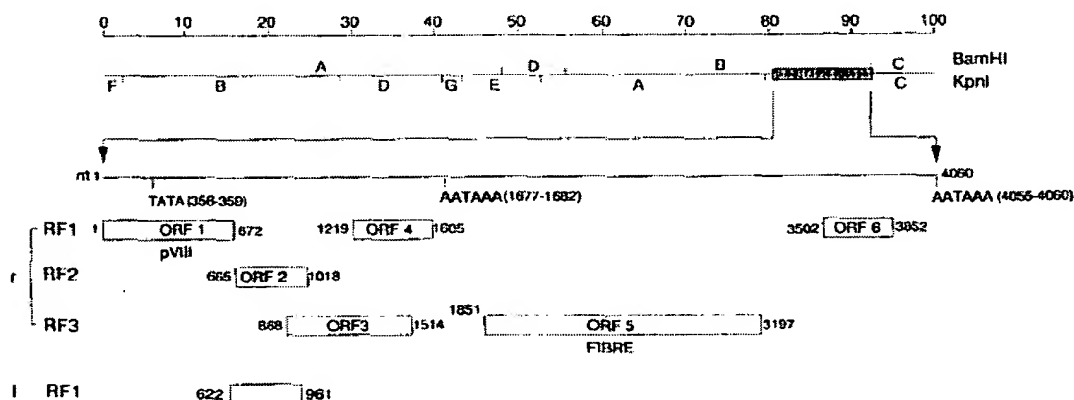 0 10 20 30 40 50 60 70 80 90 100
A D B C BamHI
F B D G E A C KpnI
nt 1 4060
TATA (356-359) AATAAA (1677-1682) AATAAA (4055-4060)
r RF1 1 ORF 1 672 1219 ORF 4 1605 3502 ORF 6 3852
pVIII
RF2 665 ORF 2 1018
RF3 868 ORF3 1514 1851 ORF 5 3197
FIBRE
l RF1 622 961